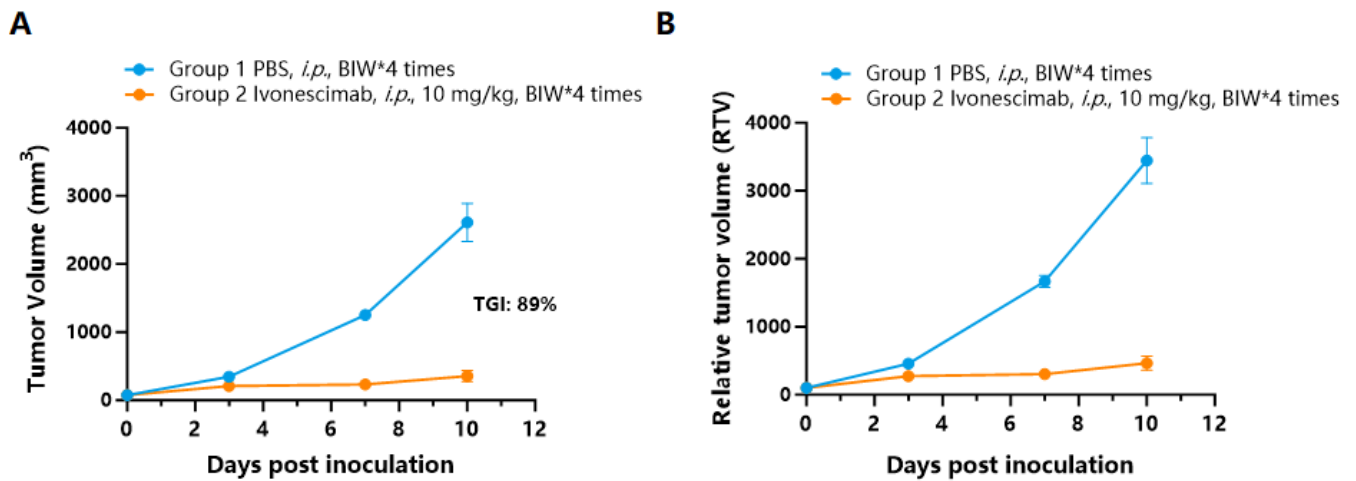 A
Group 1 PBS, i.p., BIW*4 times
Group 2 Ivonescimab, i.p., 10 mg/kg, BIW*4 times
Tumor Volume (mm³)
4000
3000
2000
1000
0
TGI: 89%
0 2 4 6 8 10 12
Days post inoculation
B
Group 1 PBS, i.p., BIW*4 times
Group 2 Ivonescimab, i.p., 10 mg/kg, BIW*4 times
Relative tumor volume (RTV)
4000
3000
2000
1000
0
0 2 4 6 8 10 12
Days post inoculation